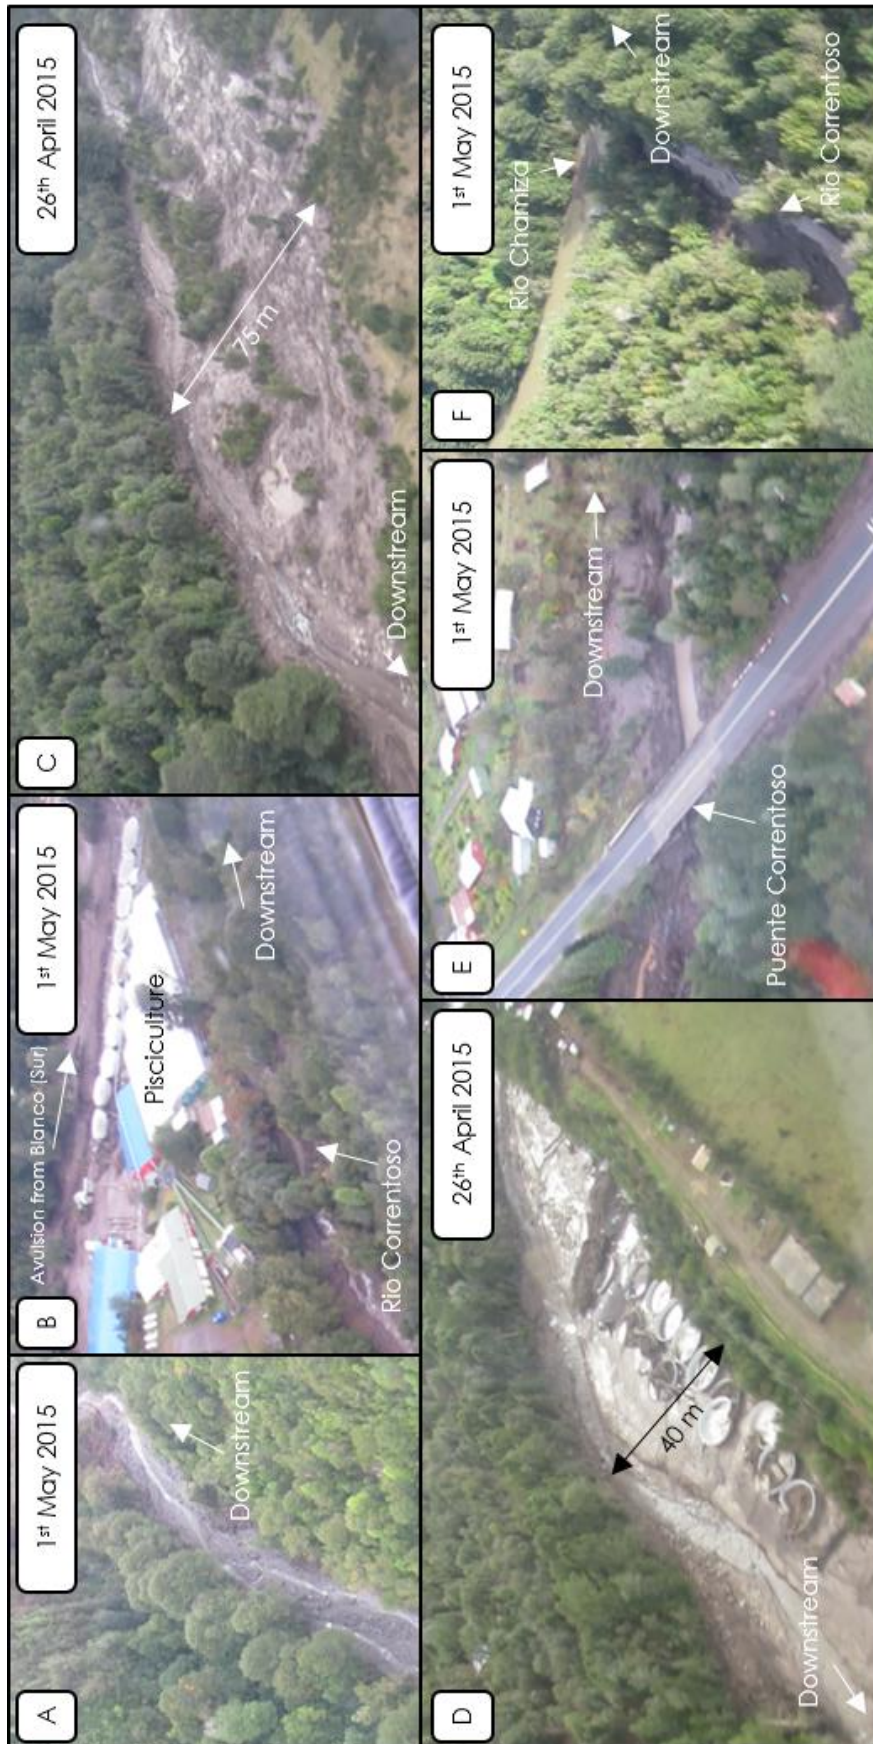 A
1st May 2015
Downstream
B
1st May 2015
Avulsion from Blanco (Sur)
Pisciculture
Downstream
Rio Correntoso
C
26th April 2015
75 m
Downstream
D
26th April 2015
40 m
Downstream
E
1st May 2015
Downstream
Puente Correntoso
F
1st May 2015
Rio Chamiza
Downstream
Rio Correntoso